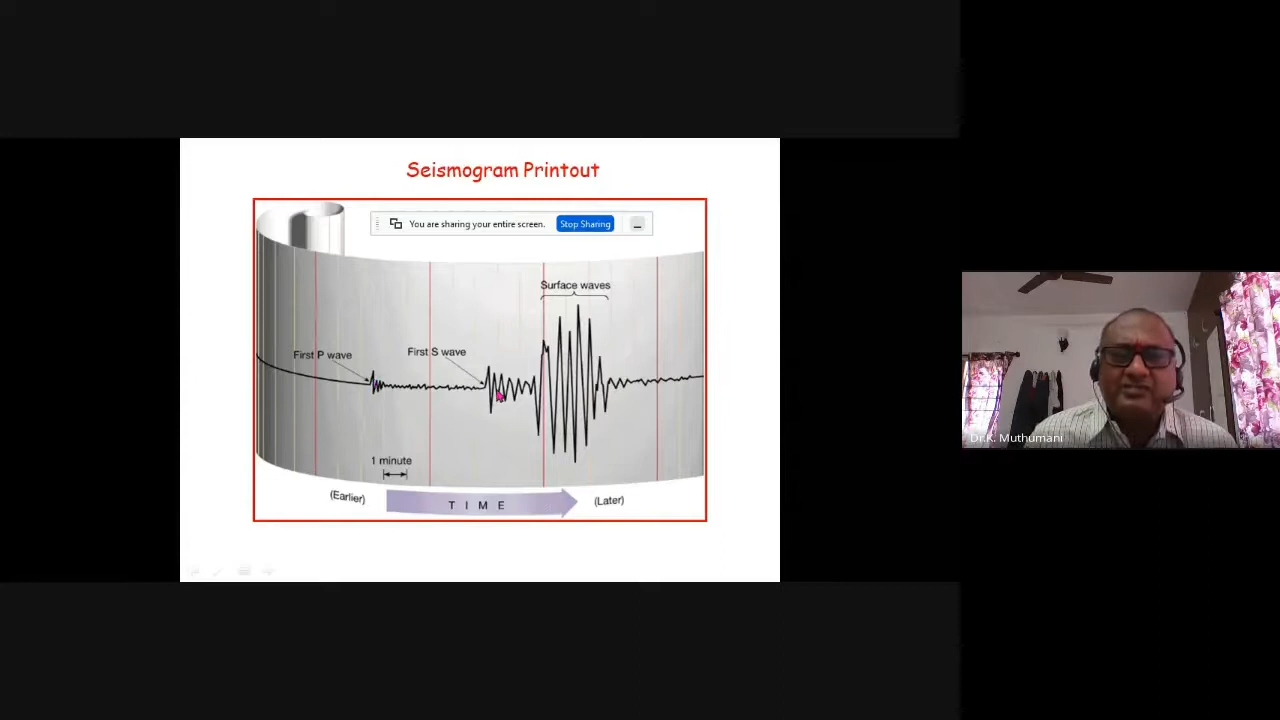 Seismogram Printout
You are sharing your entire screen. Stop Sharing
Surface waves
First P wave
First S wave
1 minute
(Earlier)
TIME
(Later)
Dr.K. Muthumani